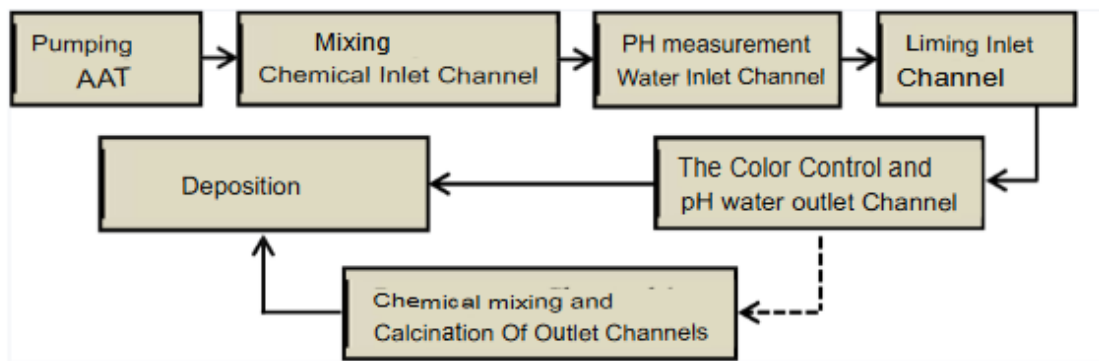 Pumping
AAT
Mixing
Chemical Inlet Channel
PH measurement
Water Inlet Channel
Liming Inlet
Channel
The Color Control and
pH water outlet Channel
Deposition
Chemical mixing and
Calcination Of Outlet Channels